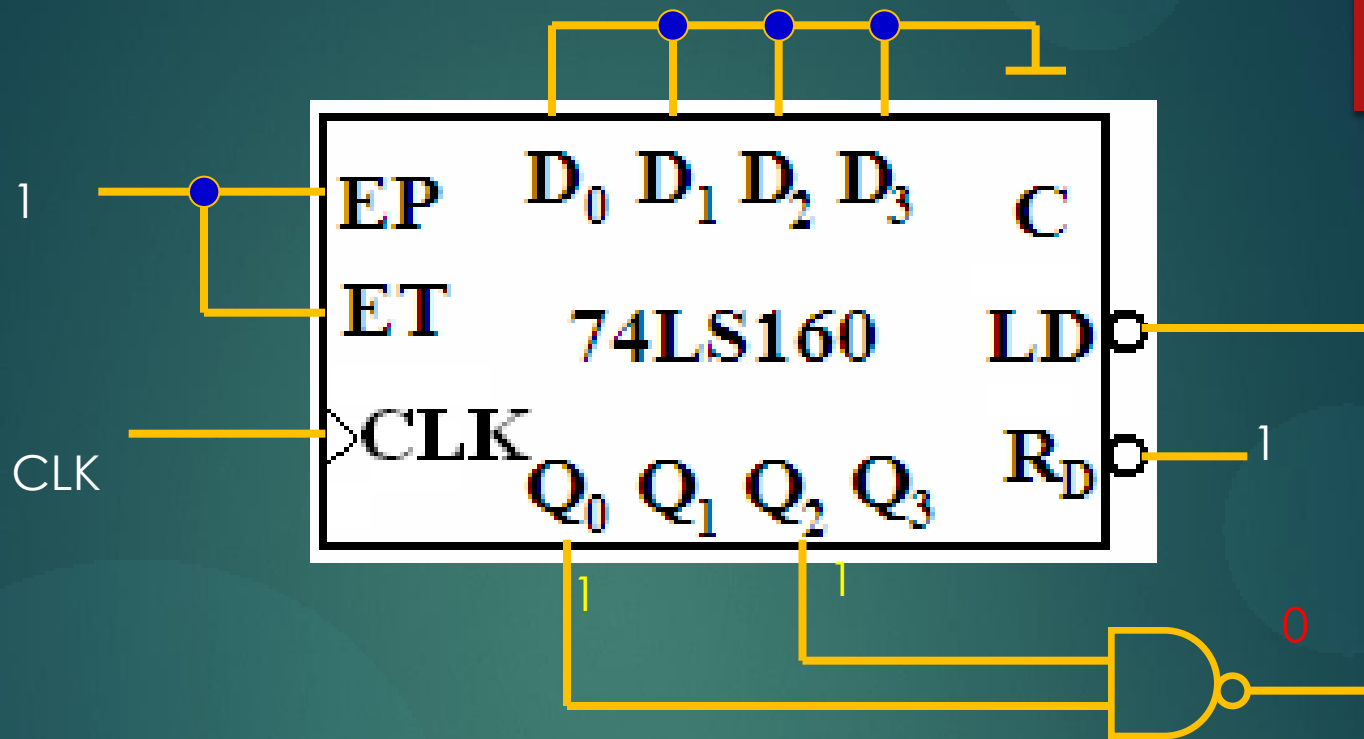 D₀ D₁ D₂ D₃
1 EP C
ET 74LS160 LD
CLK CLK R_D 1
Q₀ Q₁ Q₂ Q₃
1 1
0